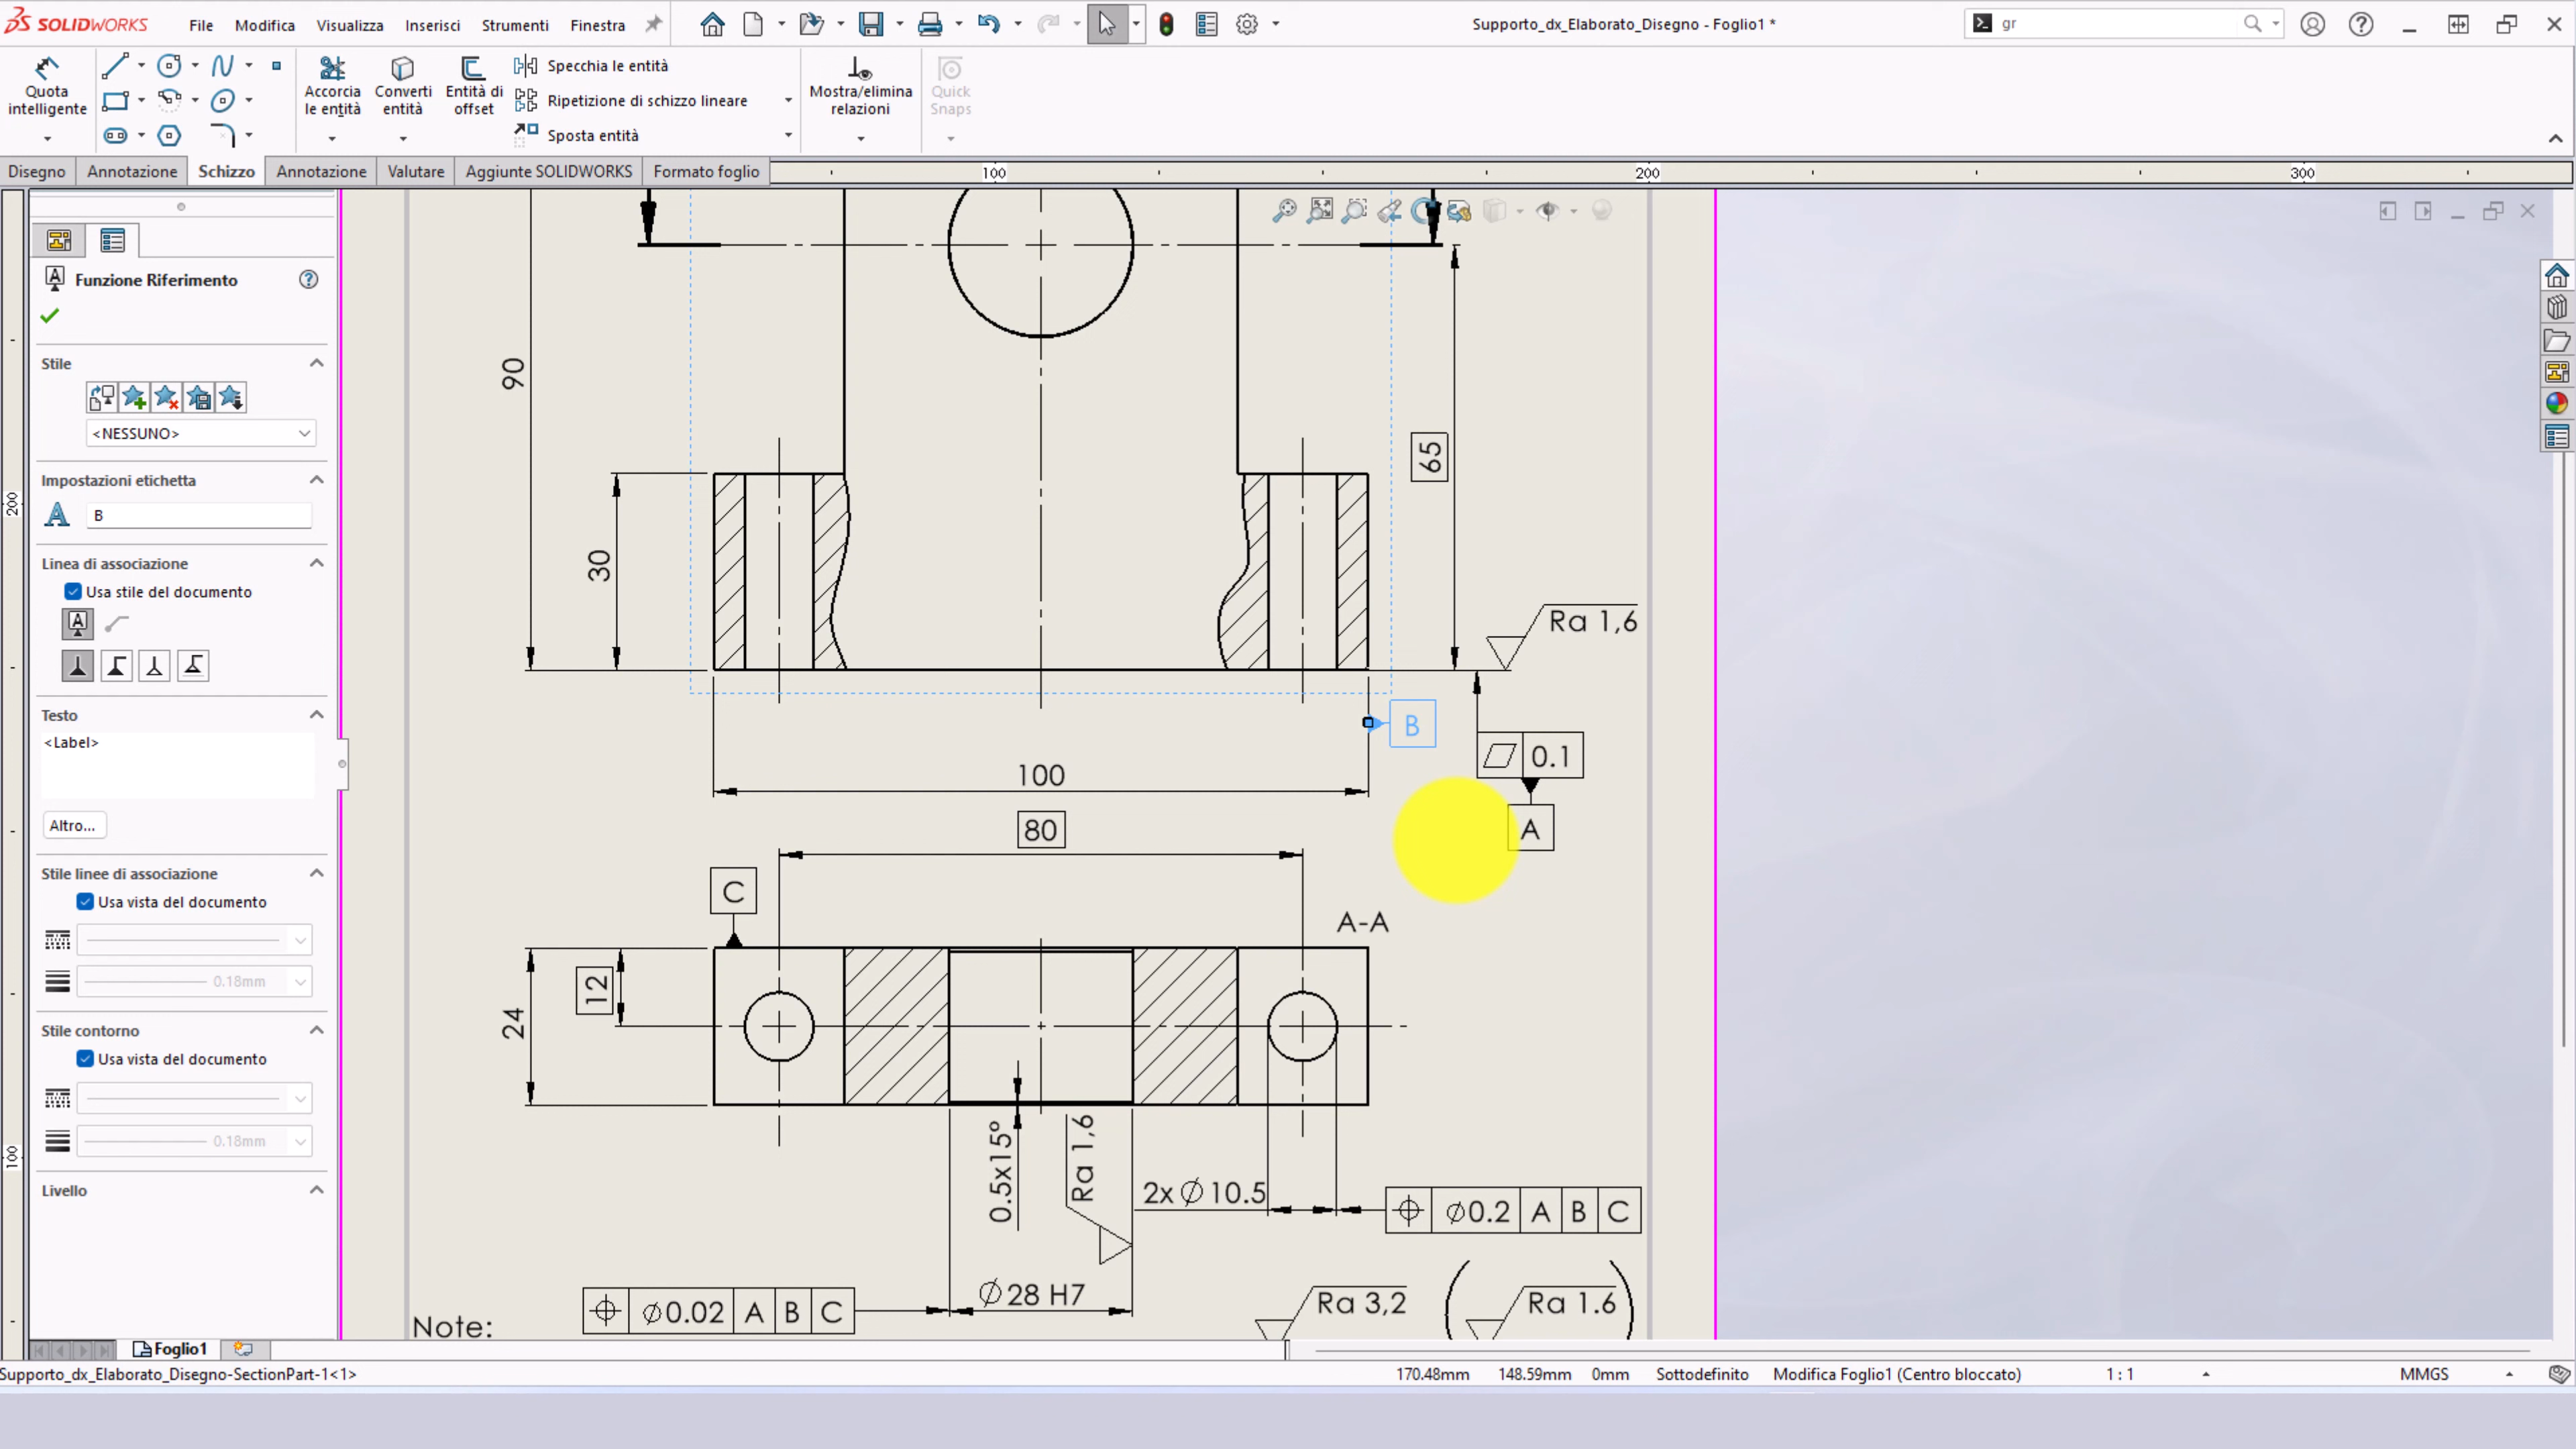 SOLIDWORKS File Modifica Visualizza Inserisci Strumenti Finestra Supporto_dx_Elaborato_Disegno - Foglio1 * gr
Quota intelligente
Accorcia le entità
Converti entità
Entità di offset
Specchia le entità
Ripetizione di schizzo lineare
Sposta entità
Mostra/elimina relazioni
Quick Snaps
Disegno Annotazione Schizzo Annotazione Valutare Aggiunte SOLIDWORKS Formato foglio
100 200 300
Funzione Riferimento
Stile
<NESSUNO>
Impostazioni etichetta
B
Linea di associazione
Usa stile del documento
Testo
<Label>
Altro...
Stile linee di associazione
Usa vista del documento
0.18mm
Stile contorno
Usa vista del documento
0.18mm
Livello
200
100
90
65
30
Ra 1,6
B
0.1
A
100
80
C
A-A
12
24
0.5x15°
Ra 1,6
2x ∅ 10.5
⌀0.2 A B C
∅ 28 H7
⌀0.02 A B C
Ra 3,2 ( Ra 1.6 )
Note:
Foglio1
Supporto_dx_Elaborato_Disegno-SectionPart-1<1> 170.48mm 148.59mm 0mm Sottodefinito Modifica Foglio1 (Centro bloccato) 1 : 1 MMGS